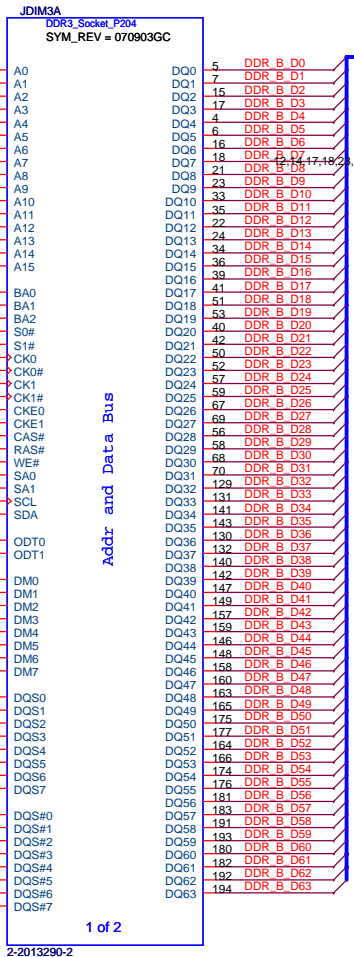 JDIM3A
DDR3_Socket_P204
SYM_REV = 070903GC
A0 DQ0 5 DDR_B_D0
A1 DQ1 7 DDR_B_D1
A2 DQ2 15 DDR_B_D2
A3 DQ3 17 DDR_B_D3
A4 DQ4 4 DDR_B_D4
A5 DQ5 6 DDR_B_D5
A6 DQ6 16 DDR_B_D6
A7 DQ7 18 DDR_B_D7
12,14,17,18,23,
A8 DQ8 21 DDR_B_D8
A9 DQ9 23 DDR_B_D9
A10 DQ10 33 DDR_B_D10
A11 DQ11 35 DDR_B_D11
A12 DQ12 22 DDR_B_D12
A13 DQ13 24 DDR_B_D13
A14 DQ14 34 DDR_B_D14
A15 DQ15 36 DDR_B_D15
DQ16 39 DDR_B_D16
BA0 DQ17 41 DDR_B_D17
BA1 DQ18 51 DDR_B_D18
BA2 DQ19 53 DDR_B_D19
S0# DQ20 40 DDR_B_D20
S1# DQ21 42 DDR_B_D21
CK0 DQ22 50 DDR_B_D22
CK0# DQ23 52 DDR_B_D23
CK1 DQ24 57 DDR_B_D24
CK1# DQ25 59 DDR_B_D25
CKE0 DQ26 67 DDR_B_D26
CKE1 DQ27 69 DDR_B_D27
CAS# DQ28 56 DDR_B_D28
RAS# DQ29 58 DDR_B_D29
WE# DQ30 68 DDR_B_D30
SA0 DQ31 70 DDR_B_D31
SA1 DQ32 129 DDR_B_D32
SCL DQ33 131 DDR_B_D33
SDA DQ34 141 DDR_B_D34
DQ35 143 DDR_B_D35
ODT0 DQ36 130 DDR_B_D36
ODT1 DQ37 132 DDR_B_D37
DQ38 140 DDR_B_D38
DM0 DQ39 142 DDR_B_D39
DM1 DQ40 147 DDR_B_D40
DM2 DQ41 149 DDR_B_D41
DM3 DQ42 157 DDR_B_D42
DM4 DQ43 159 DDR_B_D43
DM5 DQ44 146 DDR_B_D44
DM6 DQ45 148 DDR_B_D45
DM7 DQ46 158 DDR_B_D46
DQ47 160 DDR_B_D47
DQS0 DQ48 163 DDR_B_D48
DQS1 DQ49 165 DDR_B_D49
DQS2 DQ50 175 DDR_B_D50
DQS3 DQ51 177 DDR_B_D51
DQS4 DQ52 164 DDR_B_D52
DQS5 DQ53 166 DDR_B_D53
DQS6 DQ54 174 DDR_B_D54
DQS7 DQ55 176 DDR_B_D55
DQ56 181 DDR_B_D56
DQS#0 DQ57 183 DDR_B_D57
DQS#1 DQ58 191 DDR_B_D58
DQS#2 DQ59 193 DDR_B_D59
DQS#3 DQ60 180 DDR_B_D60
DQS#4 DQ61 182 DDR_B_D61
DQS#5 DQ62 192 DDR_B_D62
DQS#6 DQ63 194 DDR_B_D63
DQS#7
Addr and Data Bus
1 of 2
2-2013290-2